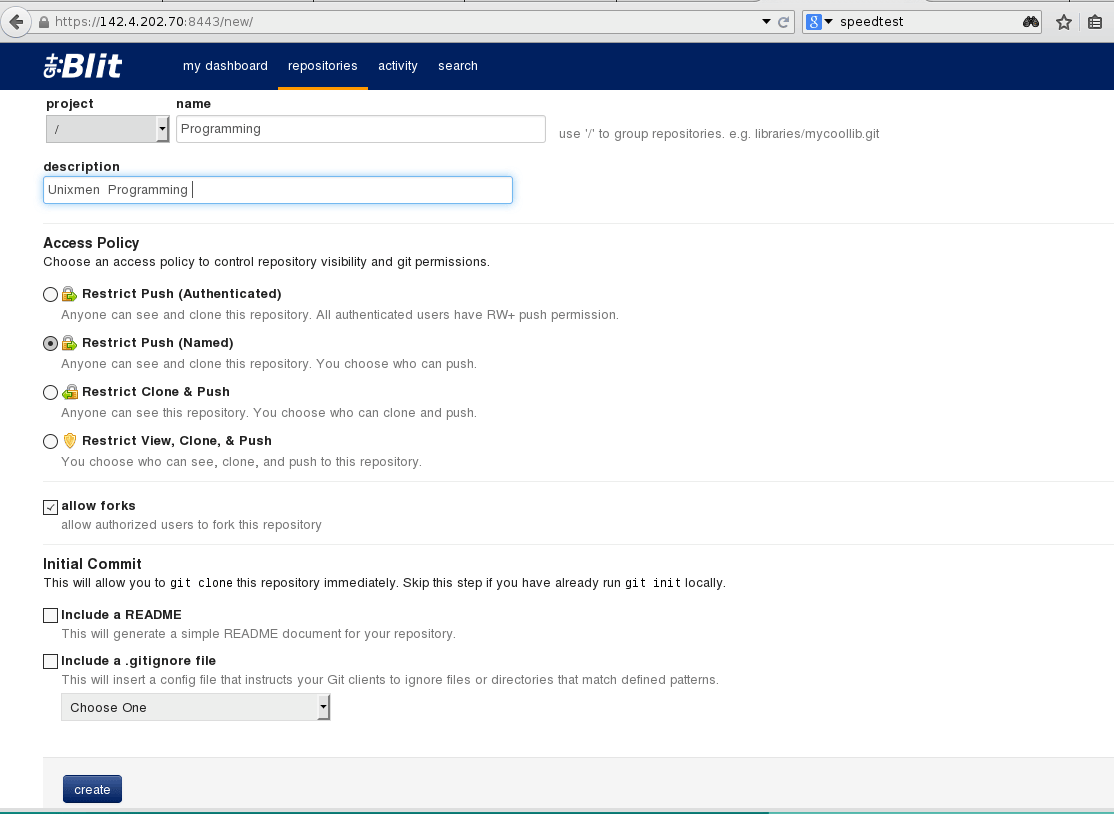 https://142.4.202.70:8443/new/
8 speedtest
git:Blit my dashboard repositories activity search
project name
/ Programming use '/' to group repositories. e.g. libraries/mycoollib.git
description
Unixmen Programming
Access Policy
Choose an access policy to control repository visibility and git permissions.
Restrict Push (Authenticated)
Anyone can see and clone this repository. All authenticated users have RW+ push permission.
Restrict Push (Named)
Anyone can see and clone this repository. You choose who can push.
Restrict Clone & Push
Anyone can see this repository. You choose who can clone and push.
Restrict View, Clone, & Push
You choose who can see, clone, and push to this repository.
allow forks
allow authorized users to fork this repository
Initial Commit
This will allow you to git clone this repository immediately. Skip this step if you have already run git init locally.
Include a README
This will generate a simple README document for your repository.
Include a .gitignore file
This will insert a config file that instructs your Git clients to ignore files or directories that match defined patterns.
Choose One
create